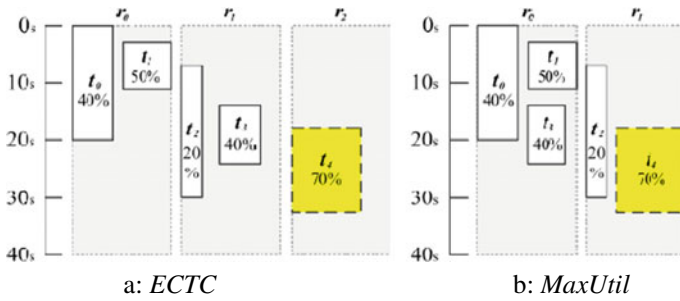 r₀ r₁ r₂
0s
10s
20s
30s
40s
t₀
40%
t₁
50%
t₂
20
%
t₃
40%
t₄
70%
a: ECTC
r₀ r₁
0s
10s
20s
30s
40s
t₀
40%
t₁
50%
t₃
40%
t₂
20
%
t₄
70%
b: MaxUtil